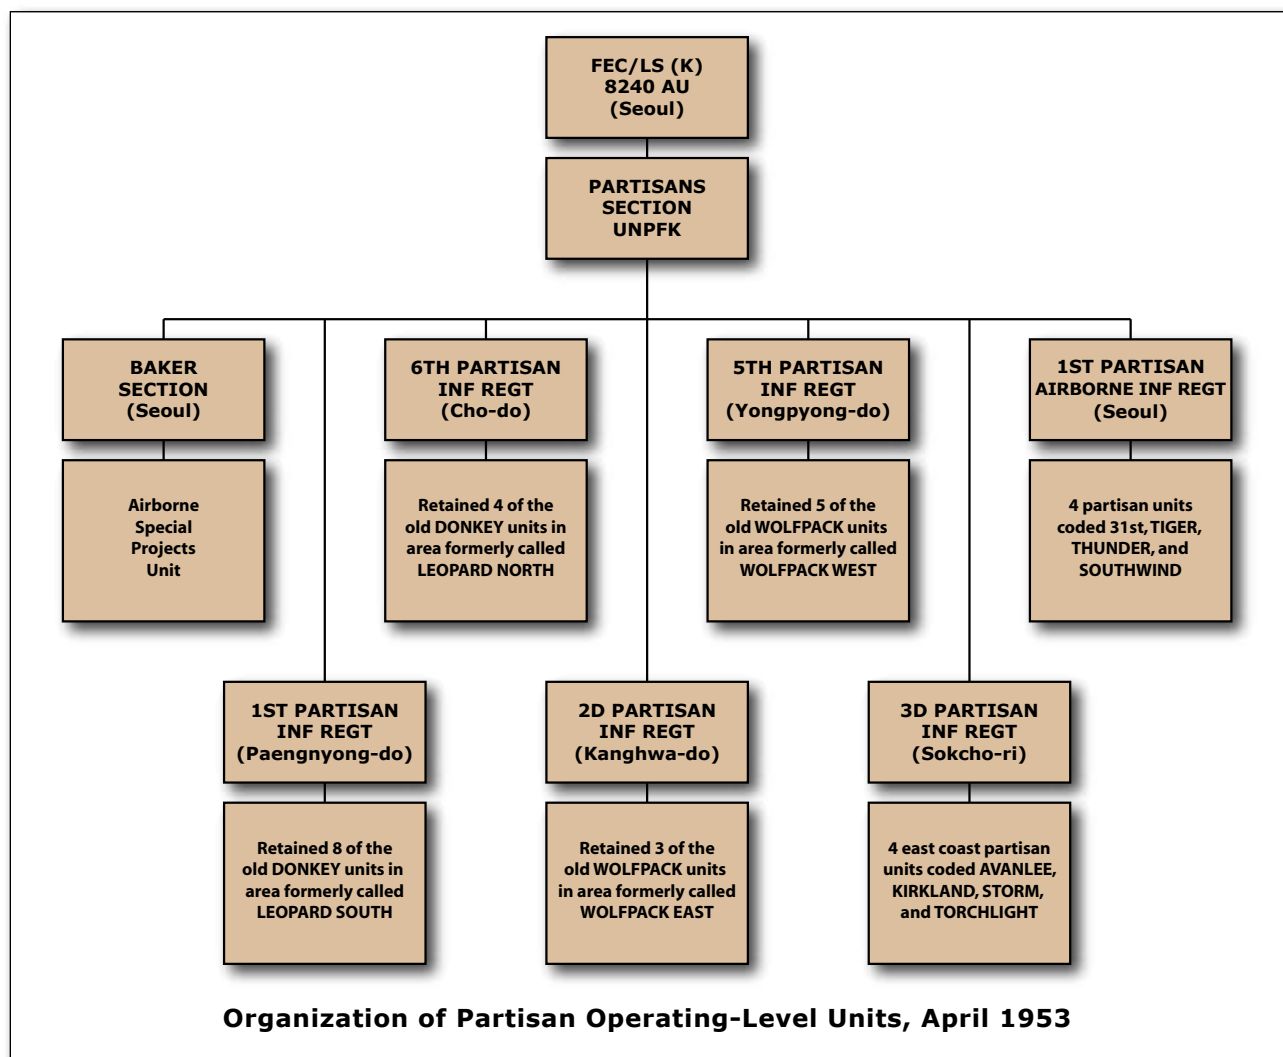 FEC/LS (K)
8240 AU
(Seoul)
PARTISANS
SECTION
UNPFK
BAKER
SECTION
(Seoul)
Airborne
Special
Projects
Unit
6TH PARTISAN
INF REGT
(Cho-do)
Retained 4 of the
old DONKEY units in
area formerly called
LEOPARD NORTH
5TH PARTISAN
INF REGT
(Yongpyong-do)
Retained 5 of the
old WOLFPACK units
in area formerly called
WOLFPACK WEST
1ST PARTISAN
AIRBORNE INF REGT
(Seoul)
4 partisan units
coded 31st, TIGER,
THUNDER, and
SOUTHWIND
1ST PARTISAN
INF REGT
(Paengnyong-do)
Retained 8 of the
old DONKEY units in
area formerly called
LEOPARD SOUTH
2D PARTISAN
INF REGT
(Kanghwa-do)
Retained 3 of the
old WOLFPACK units
in area formerly called
WOLFPACK EAST
3D PARTISAN
INF REGT
(Sokcho-ri)
4 east coast partisan
units coded AVANLEE,
KIRKLAND, STORM,
and TORCHLIGHT
Organization of Partisan Operating-Level Units, April 1953